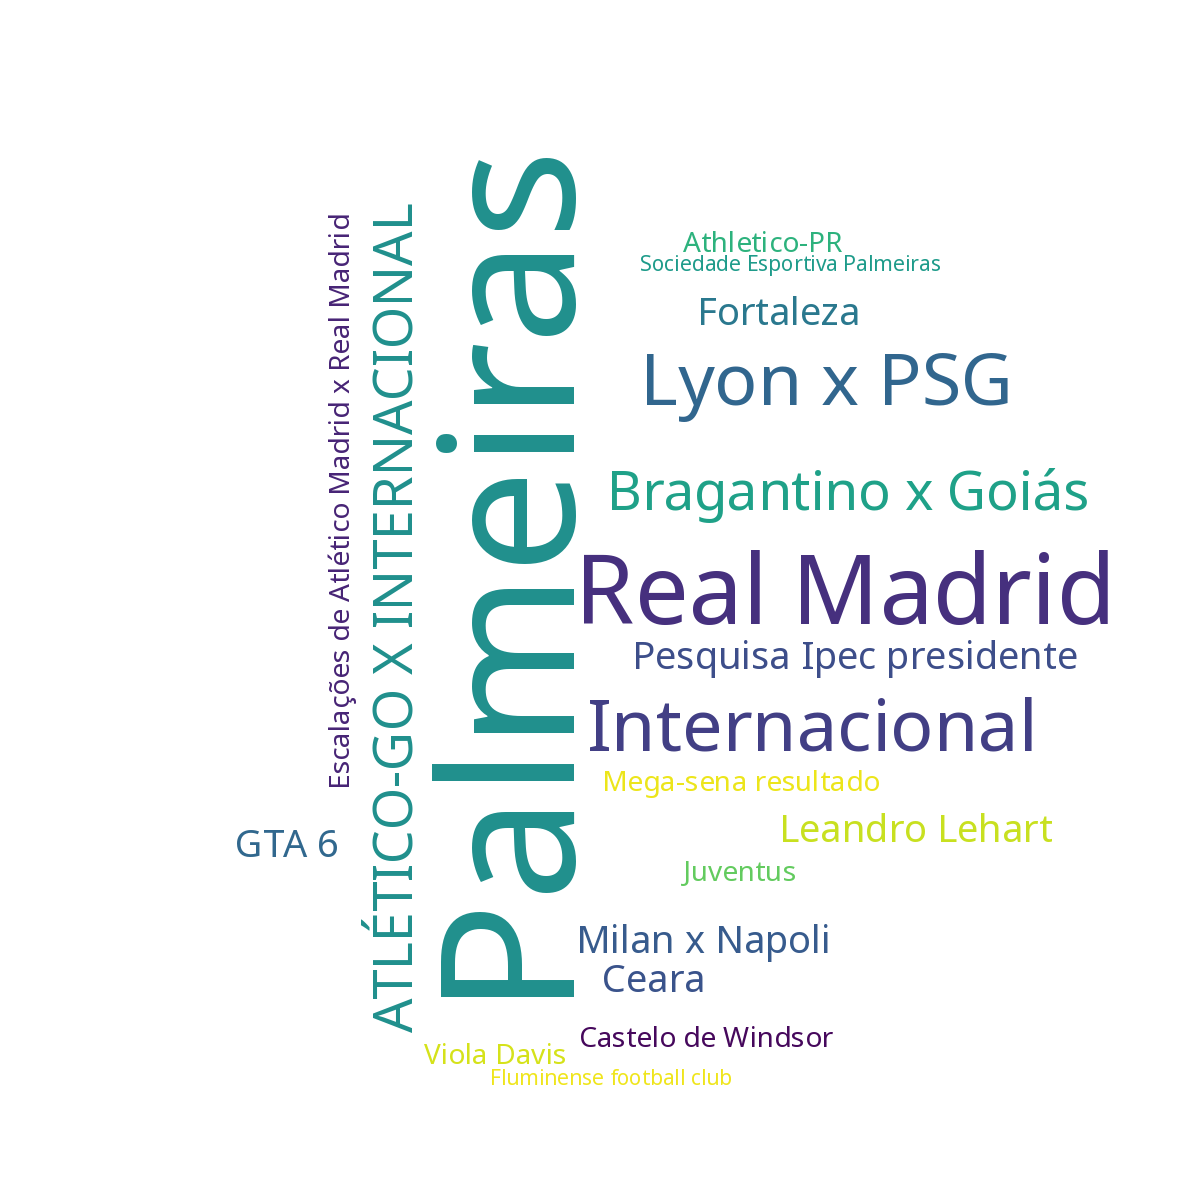 Escalações de Atlético Madrid x Real Madrid
ATLÉTICO-GO X INTERNACIONAL
Palmeiras
Athletico-PR
Sociedade Esportiva Palmeiras
Fortaleza
Lyon x PSG
Bragantino x Goiás
Real Madrid
Pesquisa Ipec presidente
Internacional
Mega-sena resultado
Leandro Lehart
GTA 6
Juventus
Milan x Napoli
Ceara
Castelo de Windsor
Viola Davis
Fluminense football club